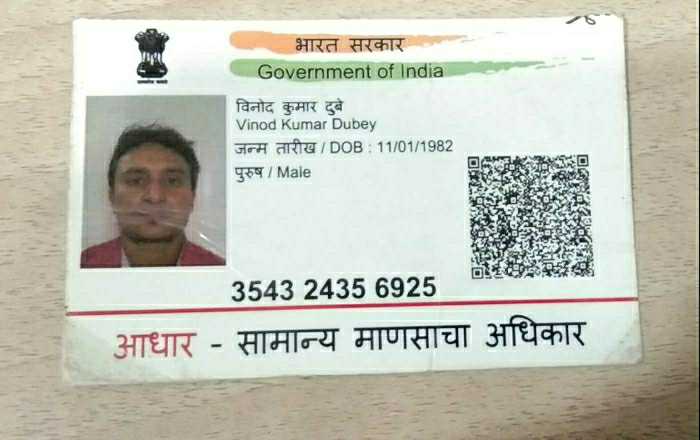 भारत सरकार
Government of India
विनोद कुमार दुबे
Vinod Kumar Dubey
जन्म तारीख / DOB : 11/01/1982
पुरुष / Male
3543 2435 6925
आधार - सामान्य माणसाचा अधिकार